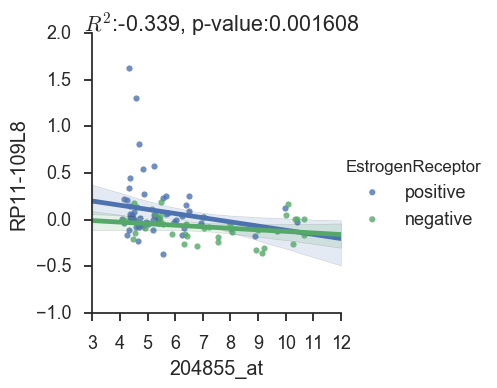 R²:-0.339, p-value:0.001608
2.0
1.5
1.0
0.5
0.0
−0.5
−1.0
RP11-109L8
3 4 5 6 7 8 9 10 11 12
204855_at
EstrogenReceptor
positive
negative